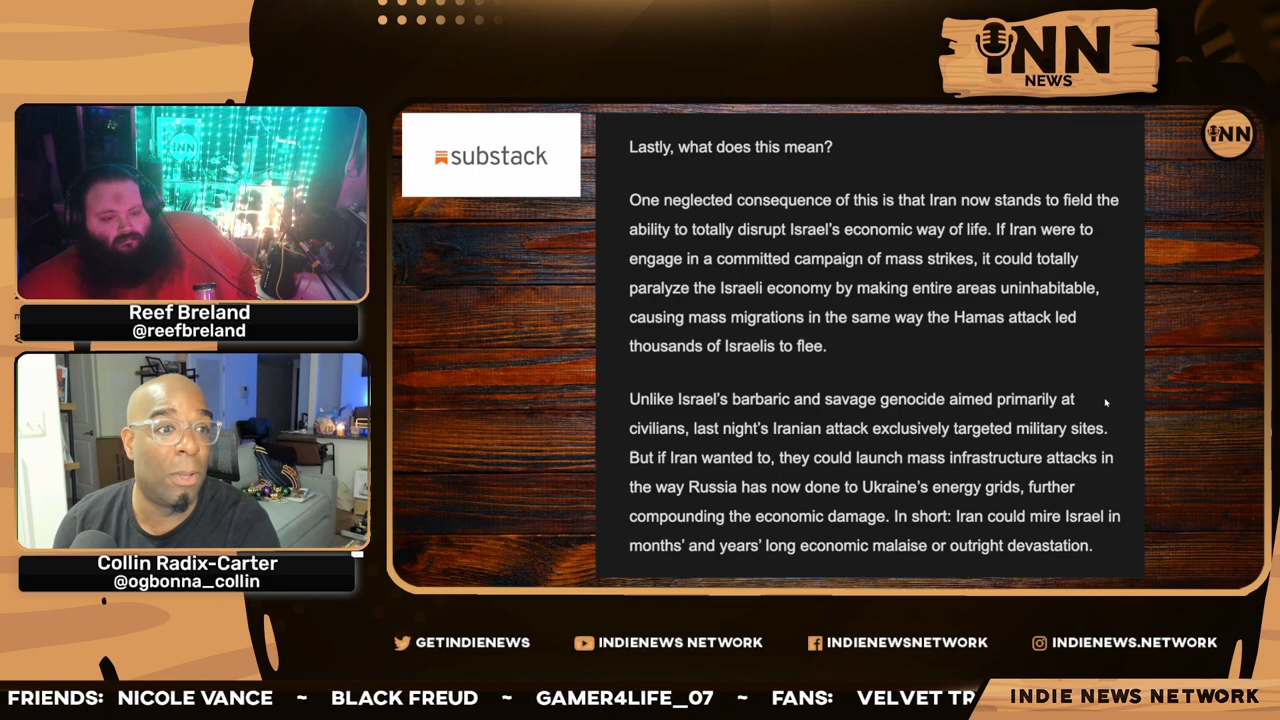 iNN
NEWS
iNN
substack
Lastly, what does this mean?
One neglected consequence of this is that Iran now stands to field the
ability to totally disrupt Israel's economic way of life. If Iran were to
engage in a committed campaign of mass strikes, it could totally
paralyze the Israeli economy by making entire areas uninhabitable,
causing mass migrations in the same way the Hamas attack led
thousands of Israelis to flee.
Unlike Israel's barbaric and savage genocide aimed primarily at
civilians, last night's Iranian attack exclusively targeted military sites.
But if Iran wanted to, they could launch mass infrastructure attacks in
the way Russia has now done to Ukraine's energy grids, further
compounding the economic damage. In short: Iran could mire Israel in
months' and years' long economic malaise or outright devastation.
iNN
Reef Breland
@reefbreland
Collin Radix-Carter
@ogbonna_collin
GETINDIENEWS
INDIENEWS NETWORK
INDIENEWSNETWORK
INDIENEWS.NETWORK
FRIENDS: NICOLE VANCE ~ BLACK FREUD ~ GAMER4LIFE_07 ~ FANS: VELVET TR
INDIE NEWS NETWORK